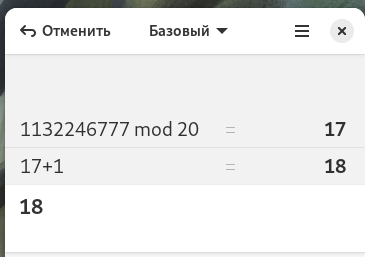 Отменить Базовый
1132246777 mod 20 = 17
17+1 = 18
18